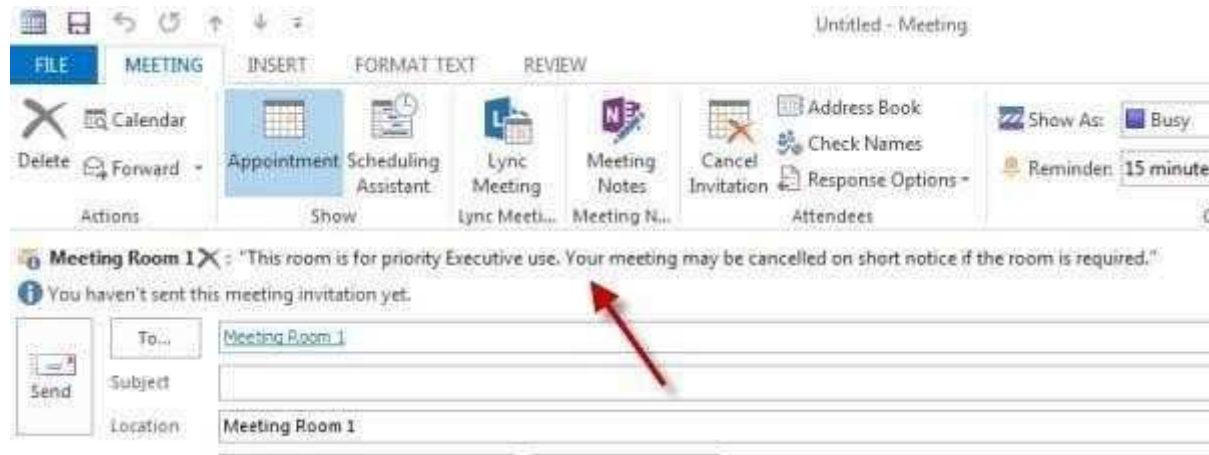 Untitled - Meeting
FILE MEETING INSERT FORMAT TEXT REVIEW
Delete
Calendar
Forward
Actions
Appointment
Scheduling
Assistant
Show
Lync
Meeting
Lync Meeti...
Meeting
Notes
Meeting N...
Cancel
Invitation
Address Book
Check Names
Response Options
Attendees
Show As: Busy
Reminder: 15 minute
Meeting Room 1 : "This room is for priority Executive use. Your meeting may be cancelled on short notice if the room is required."
You haven't sent this meeting invitation yet.
Send
To... Meeting Room 1
Subject
Location Meeting Room 1